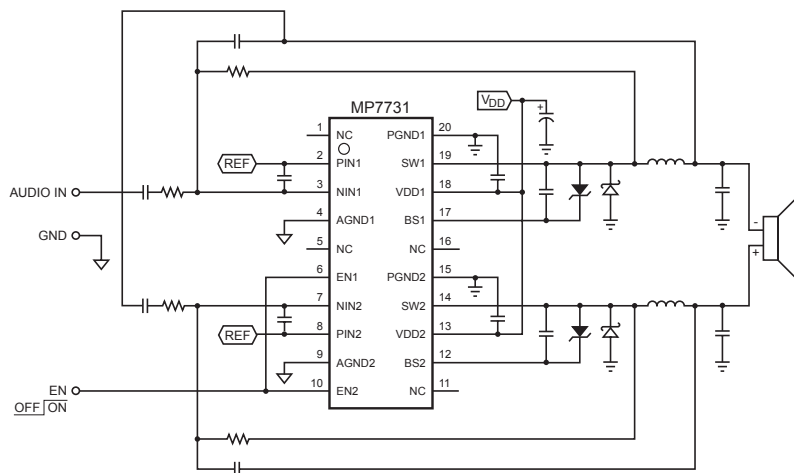 MP7731
V_DD
+
1 NC PGND1 20
REF 2 PIN1 SW1 19
AUDIO IN 3 NIN1 VDD1 18
4 AGND1 BS1 17
-
GND 5 NC NC 16
+
6 EN1 PGND2 15
7 NIN2 SW2 14
REF 8 PIN2 VDD2 13
9 AGND2 BS2 12
EN 10 EN2 NC 11
OFF ON